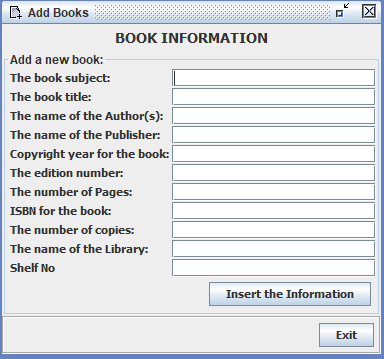 Add Books
BOOK INFORMATION
Add a new book:
The book subject:
The book title:
The name of the Author(s):
The name of the Publisher:
Copyright year for the book:
The edition number:
The number of Pages:
ISBN for the book:
The number of copies:
The name of the Library:
Shelf No
Insert the Information
Exit